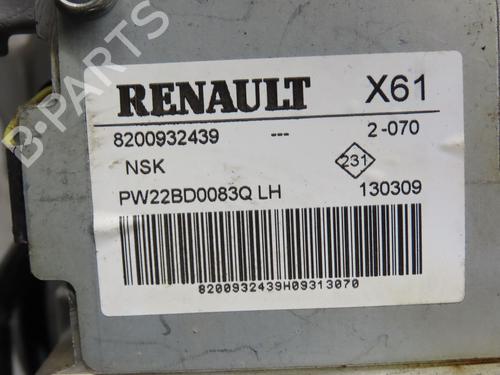 RENAULT X61
8200932439 --- 2-070
NSK 231
PW22BD0083Q LH 130309
8200932439H09313070
B-PARTS